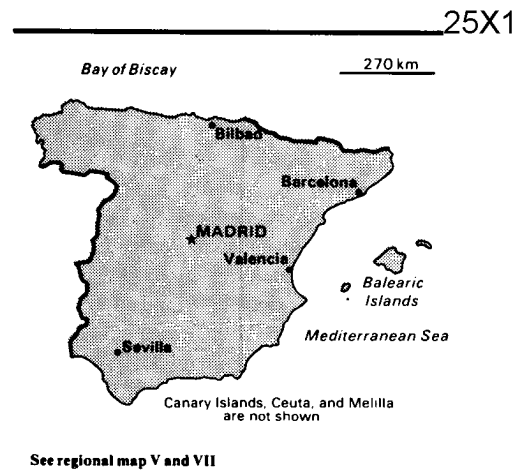 25X1
270 km
Bay of Biscay
Bilbao
Barcelona
MADRID
Valencia
Balearic
Islands
Mediterranean Sea
Sevilla
Canary Islands, Ceuta, and Melilla
are not shown
See regional map V and VII